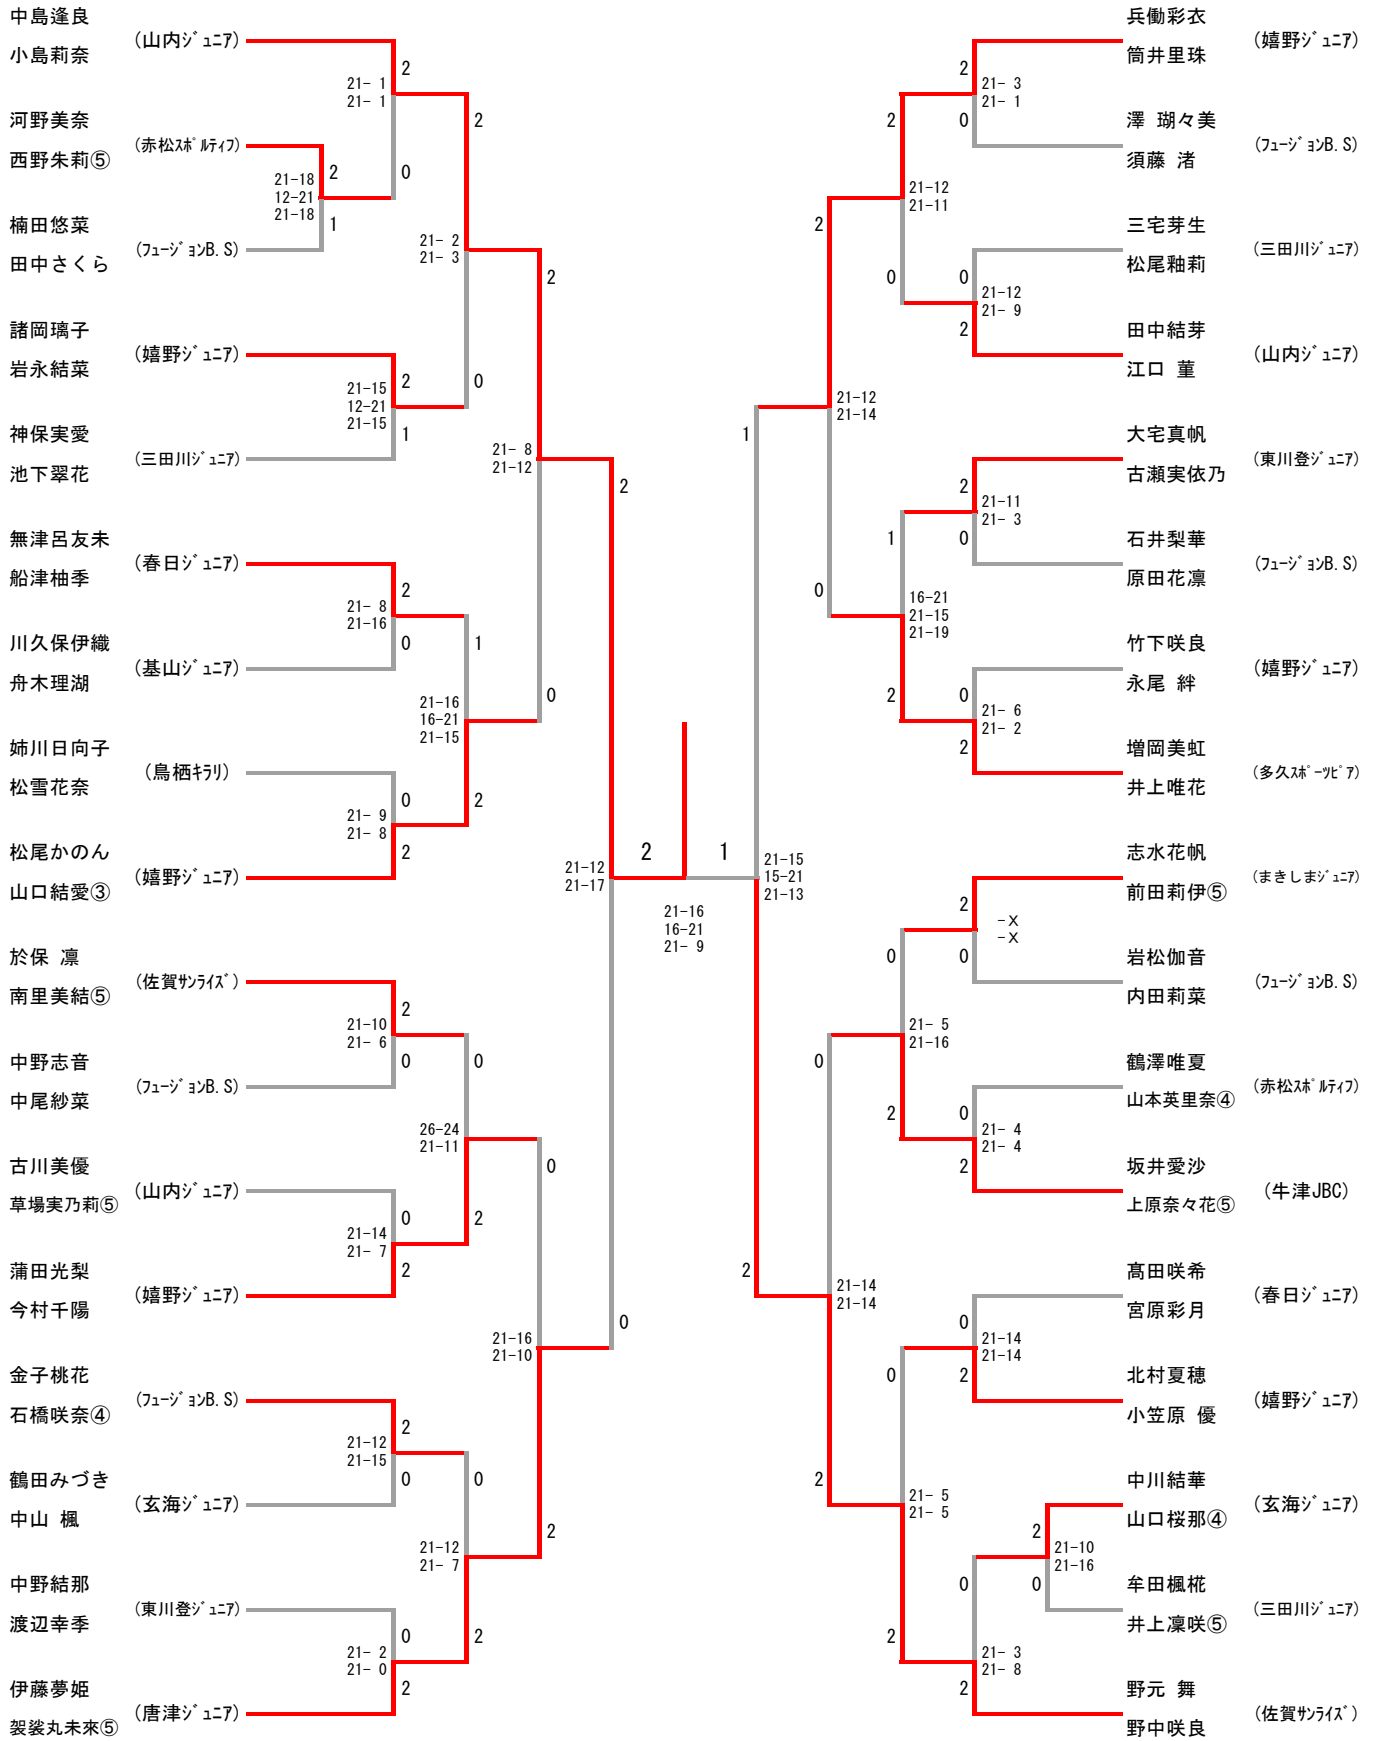 中島逢良
小島莉奈
(山内ジュニア)
2
21- 1
21- 1
河野美奈
西野朱莉⑤
(赤松スポルティフ)
2
0
21-18
12-21
21-18
1
楠田悠菜
田中さくら
(フュージョンB.S)
2
21- 2
21- 3
諸岡璃子
岩永結菜
(嬉野ジュニア)
2
0
21-15
12-21
21-15
1
神保実愛
池下翠花
(三田川ジュニア)
2
21- 8
21-12
無津呂友未
船津柚季
(春日ジュニア)
2
21- 8
21-16
0
川久保伊織
舟木理湖
(基山ジュニア)
1
21-16
16-21
21-15
0
姉川日向子
松雪花奈
(鳥栖キラリ)
0
21- 9
21- 8
2
2
松尾かのん
山口結愛③
(嬉野ジュニア)
2
21-12
21-17
於保 凛
南里美結⑤
(佐賀サンライズ)
2
21-10
21- 6
0
中野志音
中尾紗菜
(フュージョンB.S)
0
26-24
21-11
0
古川美優
草場実乃莉⑤
(山内ジュニア)
0
21-14
21- 7
2
2
蒲田光梨
今村千陽
(嬉野ジュニア)
0
21-16
21-10
金子桃花
石橋咲奈④
(フュージョンB.S)
2
21-12
21-15
0
鶴田みづき
中山 楓
(玄海ジュニア)
0
21-12
21- 7
2
中野結那
渡辺幸季
(東川登ジュニア)
0
21- 2
21- 0
2
2
伊藤夢姫
袈裟丸未來⑤
(唐津ジュニア)
2
1
21-16
16-21
21- 9
兵働彩衣
筒井里珠
(嬉野ジュニア)
2
21- 3
21- 1
0
澤 瑚々美
須藤 渚
(フュージョンB.S)
2
21-12
21-11
0
三宅芽生
松尾釉莉
(三田川ジュニア)
0
21-12
21- 9
2
田中結芽
江口 菫
(山内ジュニア)
2
21-12
21-14
0
大宅真帆
古瀬実依乃
(東川登ジュニア)
2
21-11
21- 3
0
石井梨華
原田花凛
(フュージョンB.S)
1
16-21
21-15
21-19
2
竹下咲良
永尾 絆
(嬉野ジュニア)
0
21- 6
21- 2
2
増岡美虹
井上唯花
(多久スポーツピア)
1
21-15
15-21
21-13
2
志水花帆
前田莉伊⑤
(まきしまジュニア)
2
-X
-X
0
岩松伽音
内田莉菜
(フュージョンB.S)
0
21- 5
21-16
2
鶴澤唯夏
山本英里奈④
(赤松スポルティフ)
0
21- 4
21- 4
2
坂井愛沙
上原奈々花⑤
(牛津JBC)
0
21-14
21-14
2
髙田咲希
宮原彩月
(春日ジュニア)
0
21-14
21-14
2
北村夏穂
小笠原 優
(嬉野ジュニア)
0
21- 5
21- 5
2
中川結華
山口桜那④
(玄海ジュニア)
2
21-10
21-16
0
牟田楓椛
井上凜咲⑤
(三田川ジュニア)
0
21- 3
21- 8
2
野元 舞
野中咲良
(佐賀サンライズ)